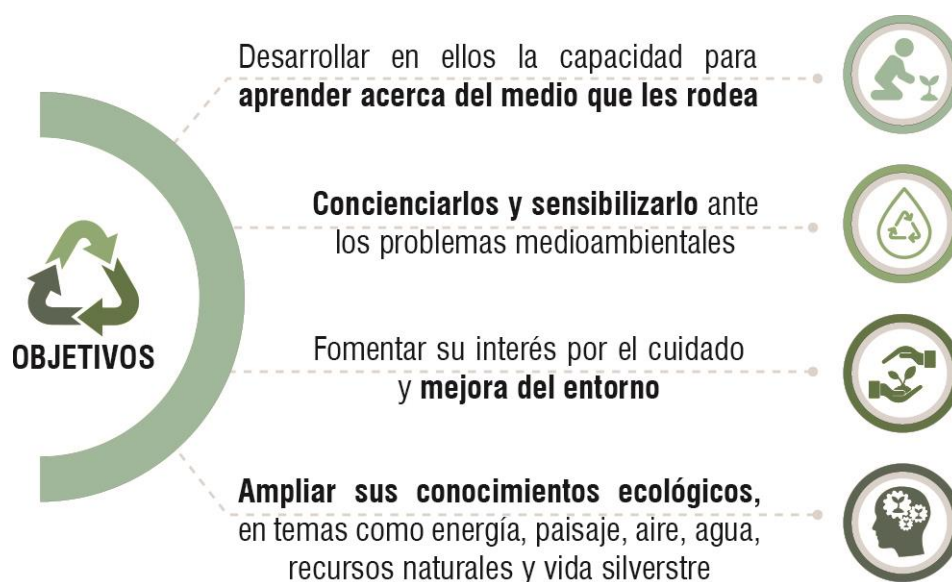 Desarrollar en ellos la capacidad para
aprender acerca del medio que les rodea
Concienciarlos y sensibilizarlo ante
los problemas medioambientales
OBJETIVOS
Fomentar su interés por el cuidado
y mejora del entorno
Ampliar sus conocimientos ecológicos,
en temas como energía, paisaje, aire, agua,
recursos naturales y vida silverstre